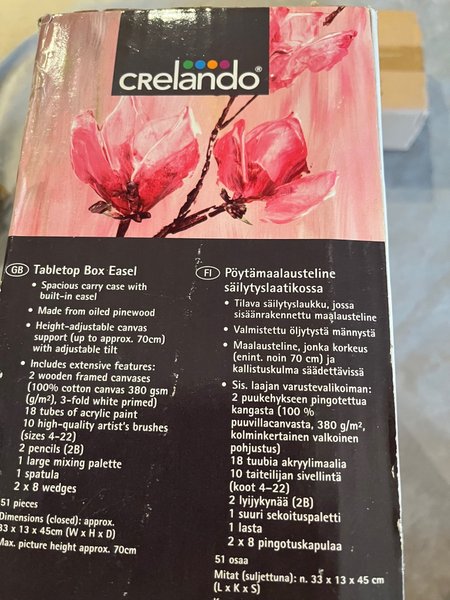 CRelando®
GB Tabletop Box Easel
• Spacious carry case with
built-in easel
• Made from oiled pinewood
• Height-adjustable canvas
support (up to approx. 70cm)
with adjustable tilt
• Includes extensive features:
2 wooden framed canvases
(100% cotton canvas 380 gsm
(g/m²), 3-fold white primed)
18 tubes of acrylic paint
10 high-quality artist's brushes
(sizes 4–22)
2 pencils (2B)
1 large mixing palette
1 spatula
2 x 8 wedges
51 pieces
Dimensions (closed): approx.
33 x 13 x 45cm (W x H x D)
Max. picture height approx. 70cm
FI Pöytämaalausteline
säilytyslaatikossa
• Tilava säilytyslaukku, jossa
sisäänrakennettu maalausteline
• Valmistettu öljytystä männystä
• Maalausteline, jonka korkeus
(enint. noin 70 cm) ja
kallistuskulma säädettävissä
• Sis. laajan varustevalikoiman:
2 puukehykseen pingotettua
kangasta (100 %
puuvillacanvasta, 380 g/m²,
kolminkertainen valkoinen
pohjustus)
18 tuubia akryylimaalia
10 taiteilijan sivellintä
(koot 4–22)
2 lyijykynää (2B)
1 suuri sekoituspaletti
1 lasta
2 x 8 pingotuskapulaa
51 osaa
Mitat (suljettuna): n. 33 x 13 x 45 cm
(L x K x S)